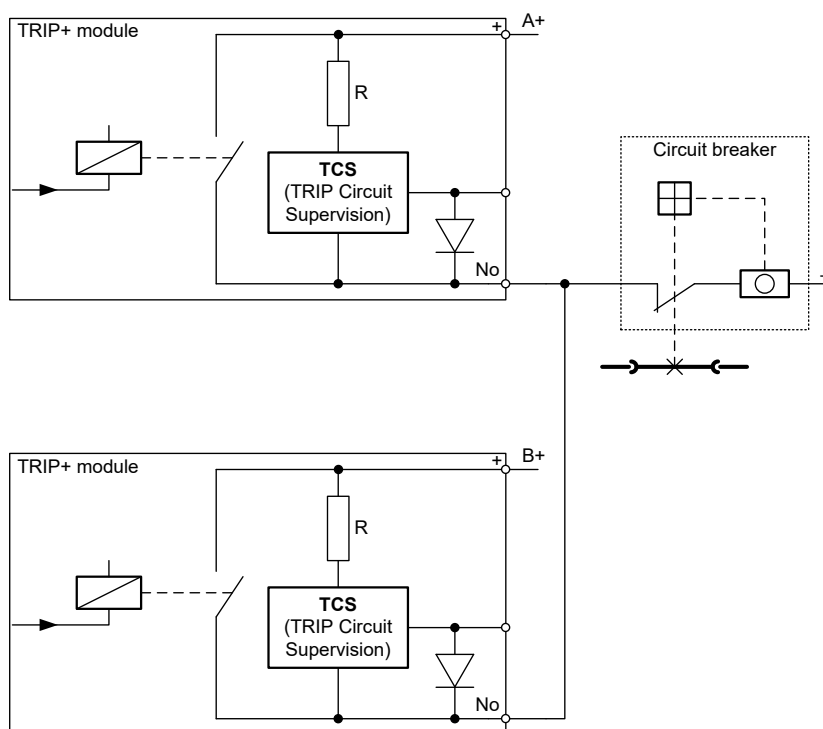 TRIP+ module
+
A+
R
TCS
(TRIP Circuit
Supervision)
No
Circuit breaker
-
TRIP+ module
+
B+
R
TCS
(TRIP Circuit
Supervision)
No